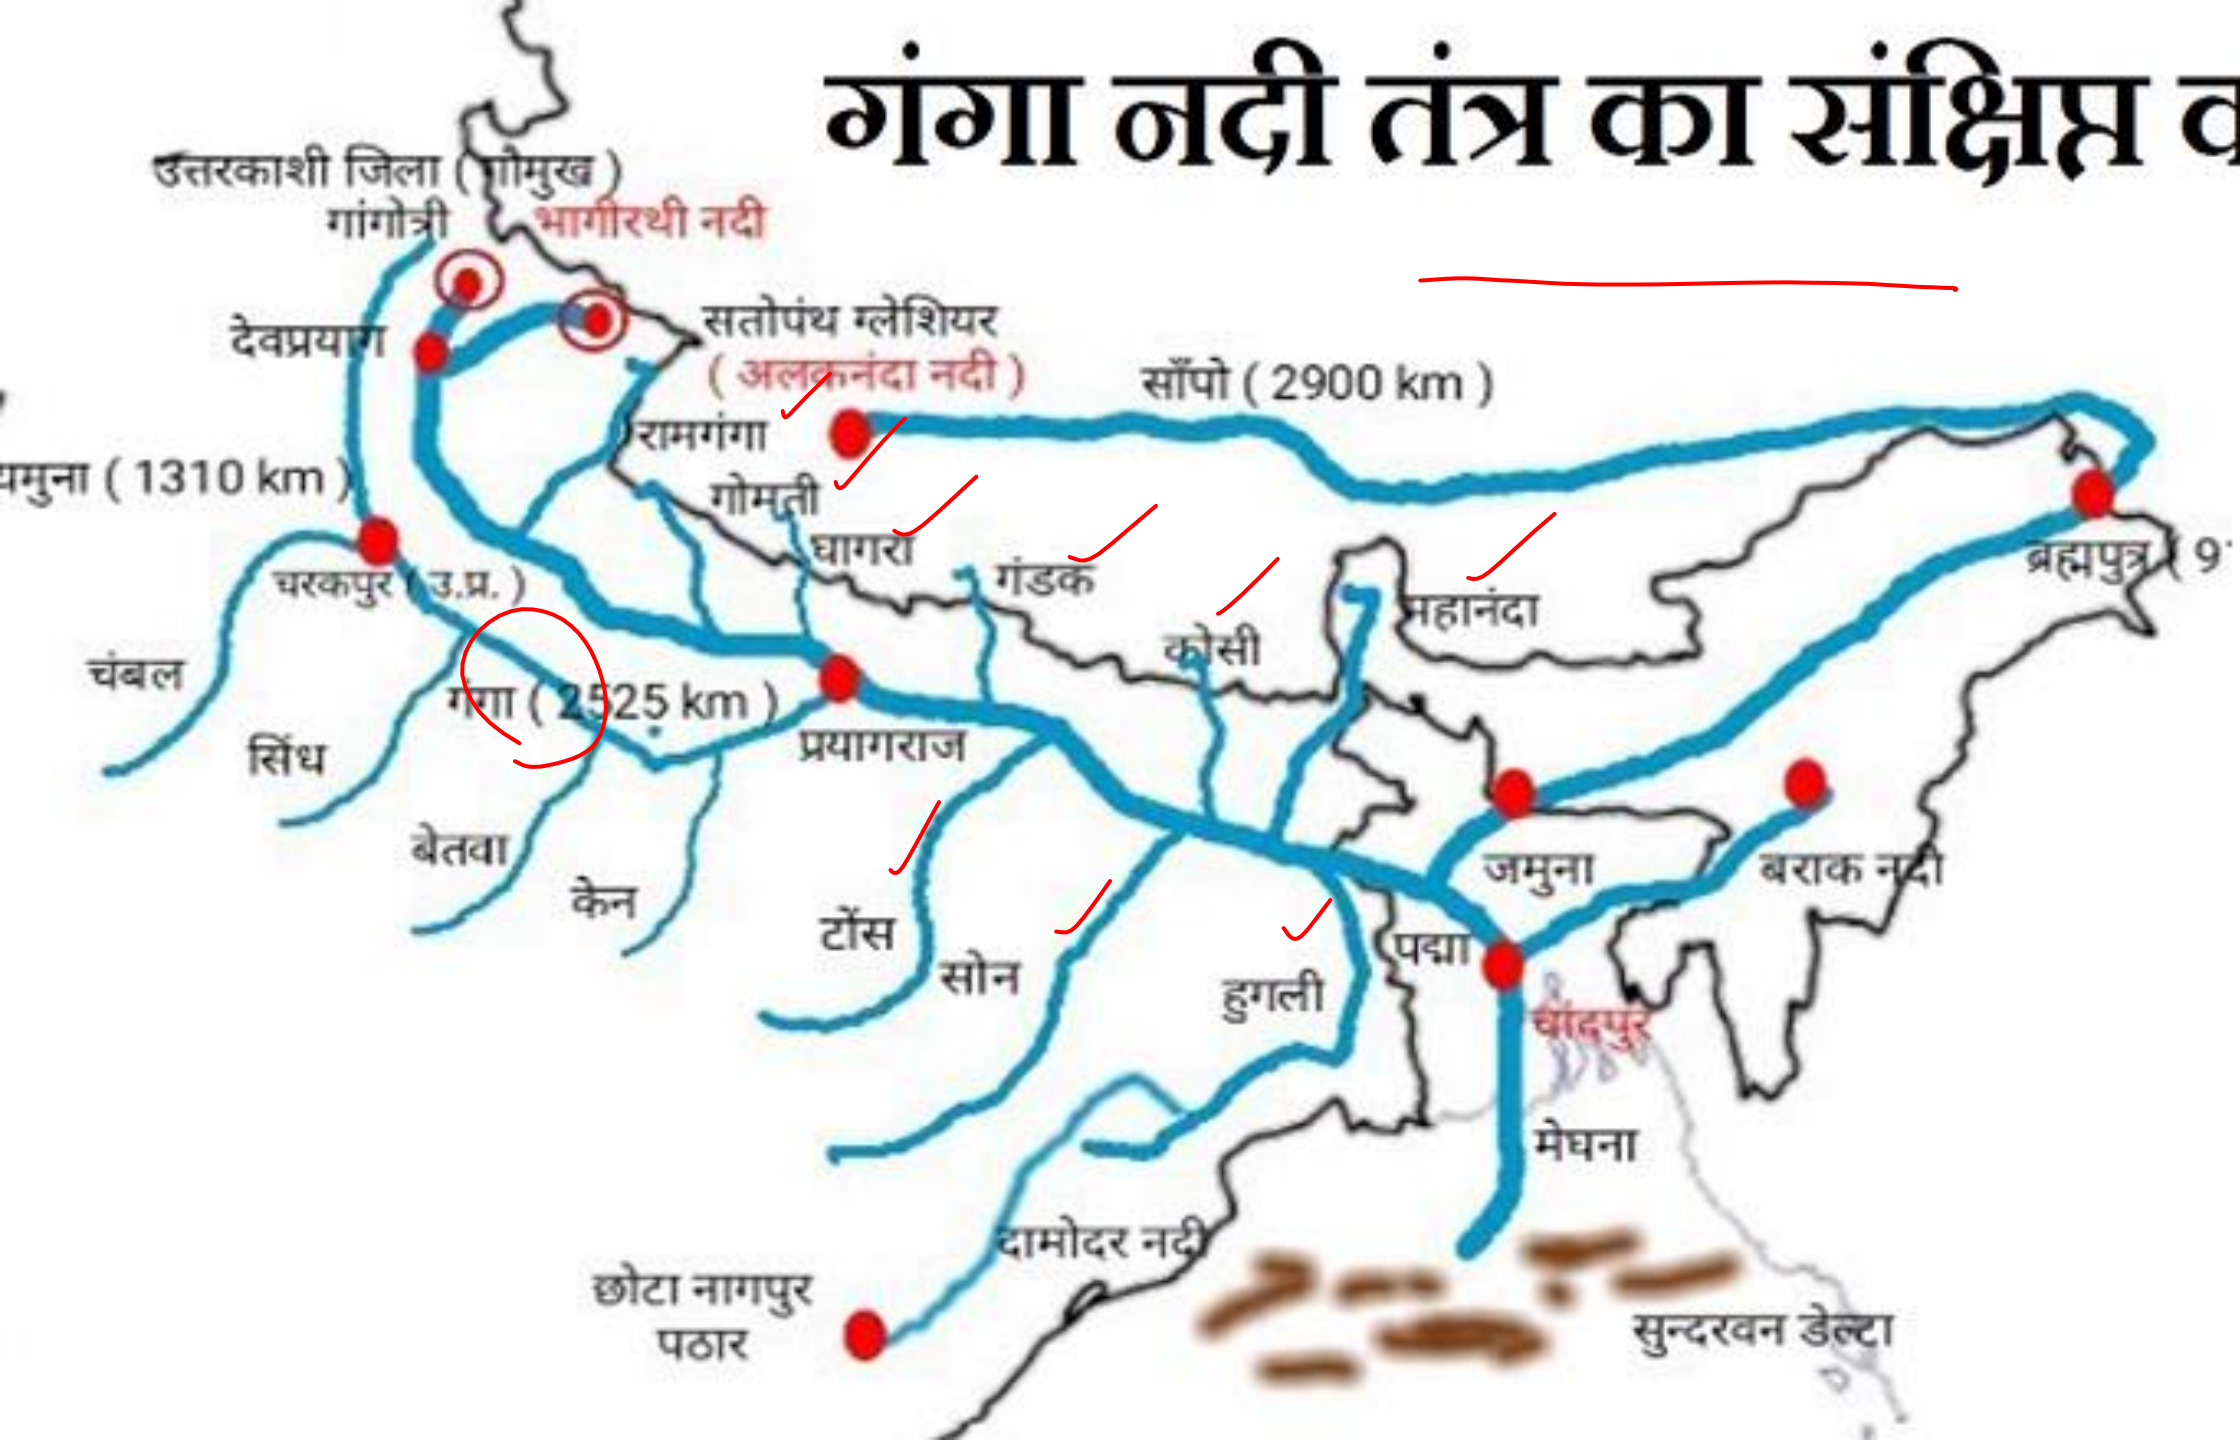 गंगा नदी तंत्र का संक्षिप्त व
उत्तरकाशी जिला ( गोमुख )
गांगोत्री
भागीरथी नदी
देवप्रयाग
सतोपंथ ग्लेशियर
( अलकनंदा नदी )
साँपो ( 2900 km )
रामगंगा
यमुना ( 1310 km )
गोमती
घागरा
ब्रह्मपुत्र ( 9
चरकपुर ( उ.प्र. )
गंडक
महानंदा
कोसी
चंबल
गंगा ( 2525 km )
सिंध
प्रयागराज
बेतवा
केन
जमुना
बराक नदी
टोंस
सोन
पद्मा
हुगली
चांदपुर
मेघना
दामोदर नदी
छोटा नागपुर
पठार
सुन्दरवन डेल्टा